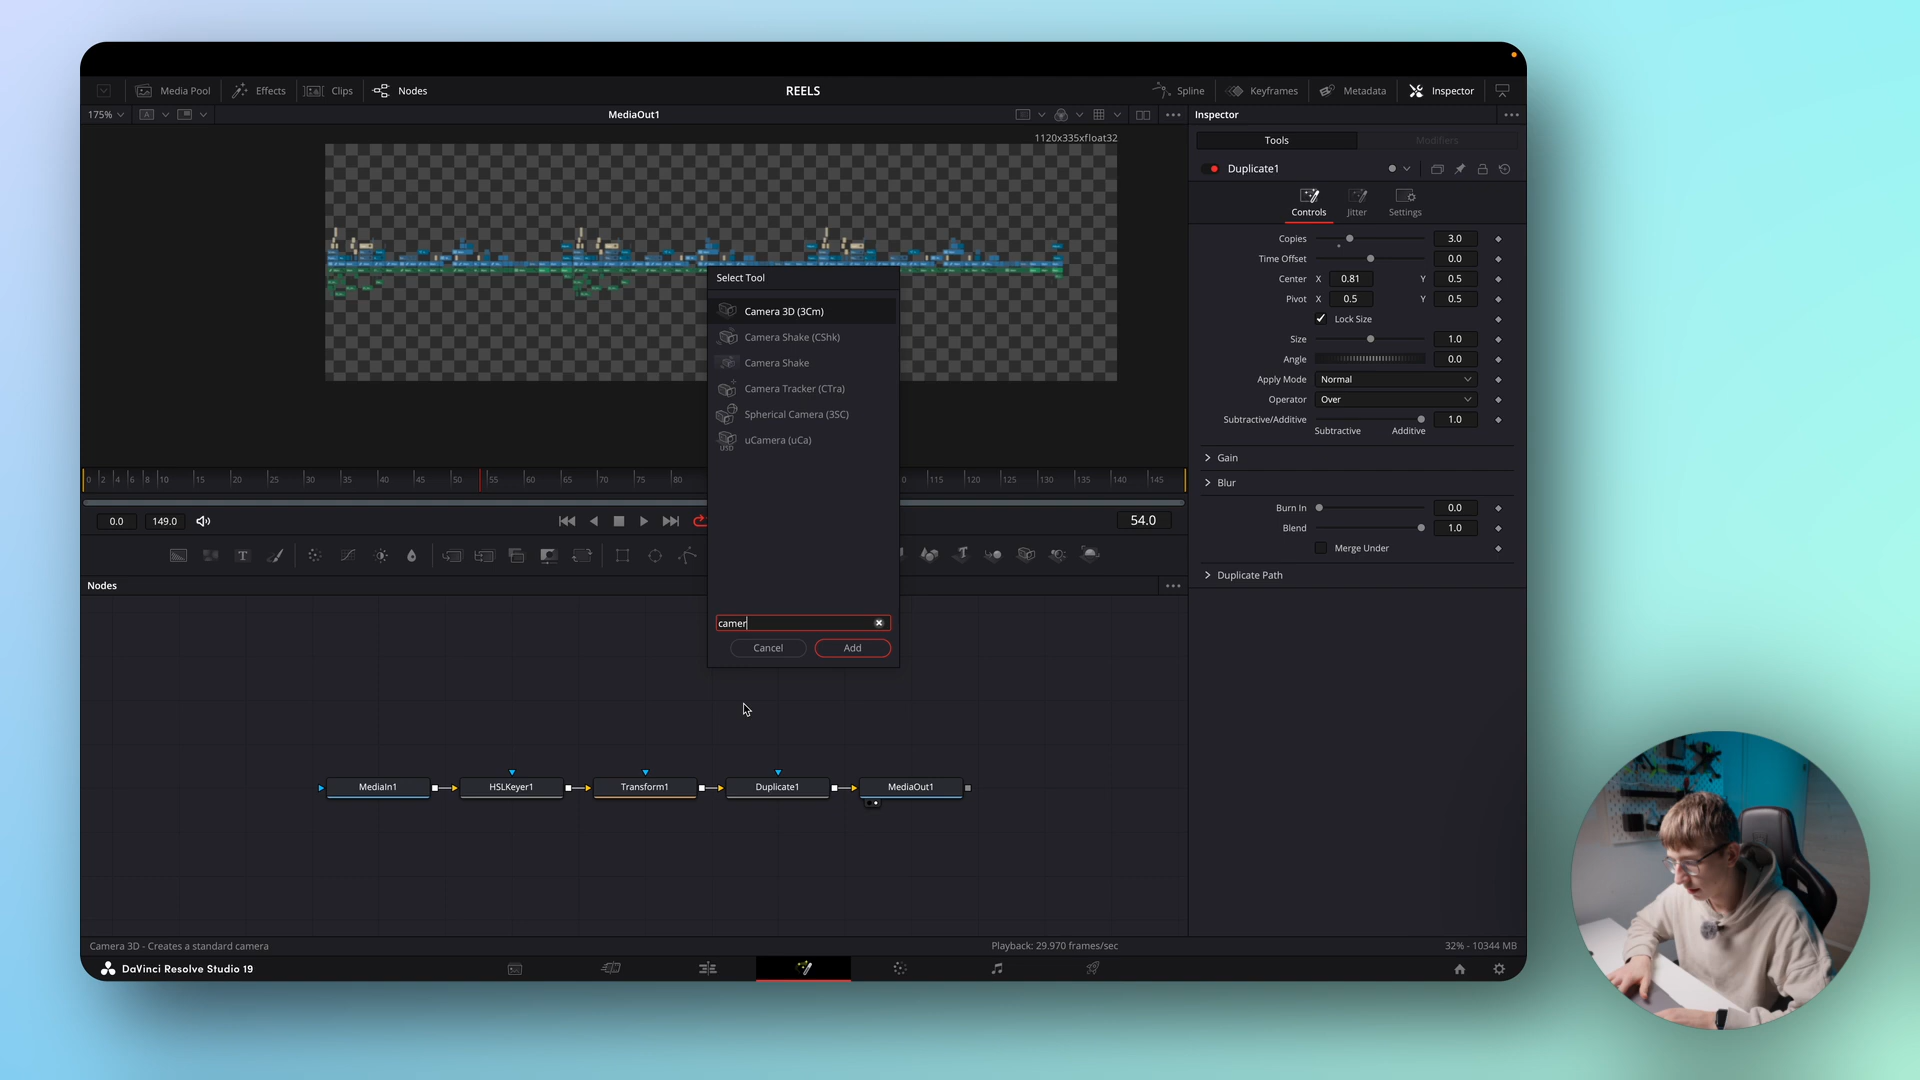 Media Pool Effects Clips Nodes REELS Spline Keyframes Metadata Inspector
175% MediaOut1 Inspector
1120x335xfloat32
Tools Modifiers
Duplicate1
Controls Jitter Settings
Copies 3.0
Time Offset 0.0
Center X 0.81 Y 0.5
Pivot X 0.5 Y 0.5
Lock Size
Size 1.0
Angle 0.0
Apply Mode Normal
Operator Over
Subtractive/Additive 1.0
Subtractive Additive
Gain
Blur
Burn In 0.0
Blend 1.0
Merge Under
Duplicate Path
Select Tool
Camera 3D (3Cm)
Camera Shake (CShk)
Camera Shake
Camera Tracker (CTra)
Spherical Camera (3SC)
uCamera (uCa)
camer
Cancel Add
0 2 4 6 8 10 15 20 25 30 35 40 45 50 55 60 65 70 75 80 0 115 120 125 130 135 140 145
0.0 149.0 54.0
Nodes
MediaIn1 HSLKeyer1 Transform1 Duplicate1 MediaOut1
Camera 3D - Creates a standard camera Playback: 29.970 frames/sec 32% - 10344 MB
DaVinci Resolve Studio 19